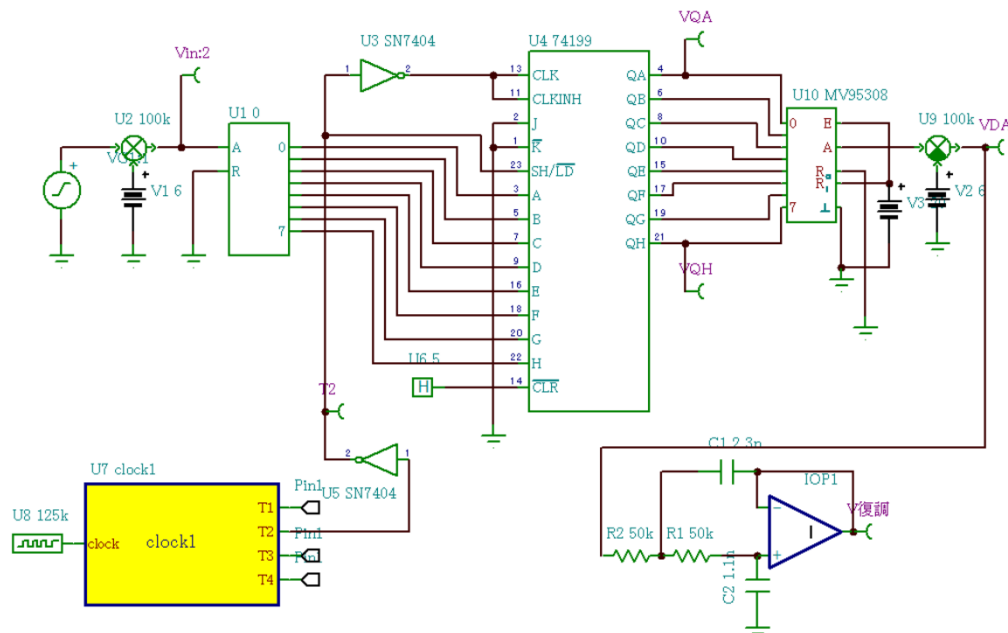 VQA
U3 SN7404
U4 74199
Vin:2
1
2
13
CLK
QA
4
U10 MV95308
11
CLKINH
QB
6
U2 100k
U1 0
2
J
QC
8
0
E
U9 100k
VDA
A
0
1
K
QD
10
A
R
23
SH/LD
QE
15
R
V1 6
3
A
QF
17
R
V2 6
5
B
QG
19
7
7
7
C
QH
21
9
D
VQH
16
E
18
F
20
G
22
H
U6 5
H
14
CLR
T2
C1 2.3n
U7 clock1
2
1
IOP1
Pin1
U5 SN7404
V復調
U8 125k
T1
clock
clock1
T2
Pin1
R2 50k
R1 50k
T3
Pin1
T4
C2 1.1n